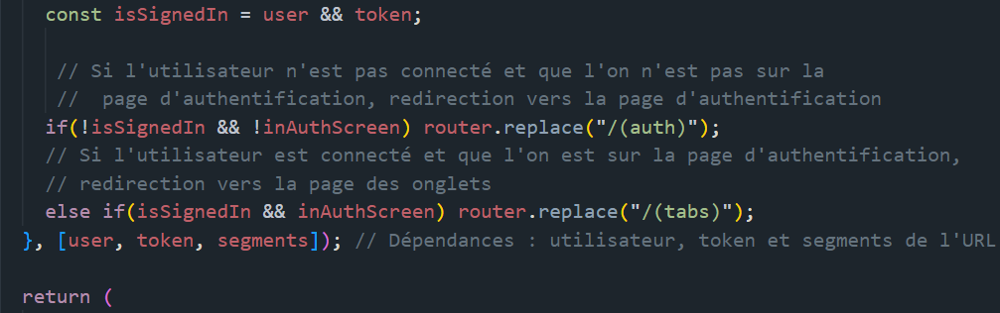 const isSignedIn = user && token;
// Si l'utilisateur n'est pas connecté et que l'on n'est pas sur la
//  page d'authentification, redirection vers la page d'authentification
if(!isSignedIn && !inAuthScreen) router.replace("/(auth)");
// Si l'utilisateur est connecté et que l'on est sur la page d'authentification,
// redirection vers la page des onglets
else if(isSignedIn && inAuthScreen) router.replace("/(tabs)");
}, [user, token, segments]); // Dépendances : utilisateur, token et segments de l'URL
return (